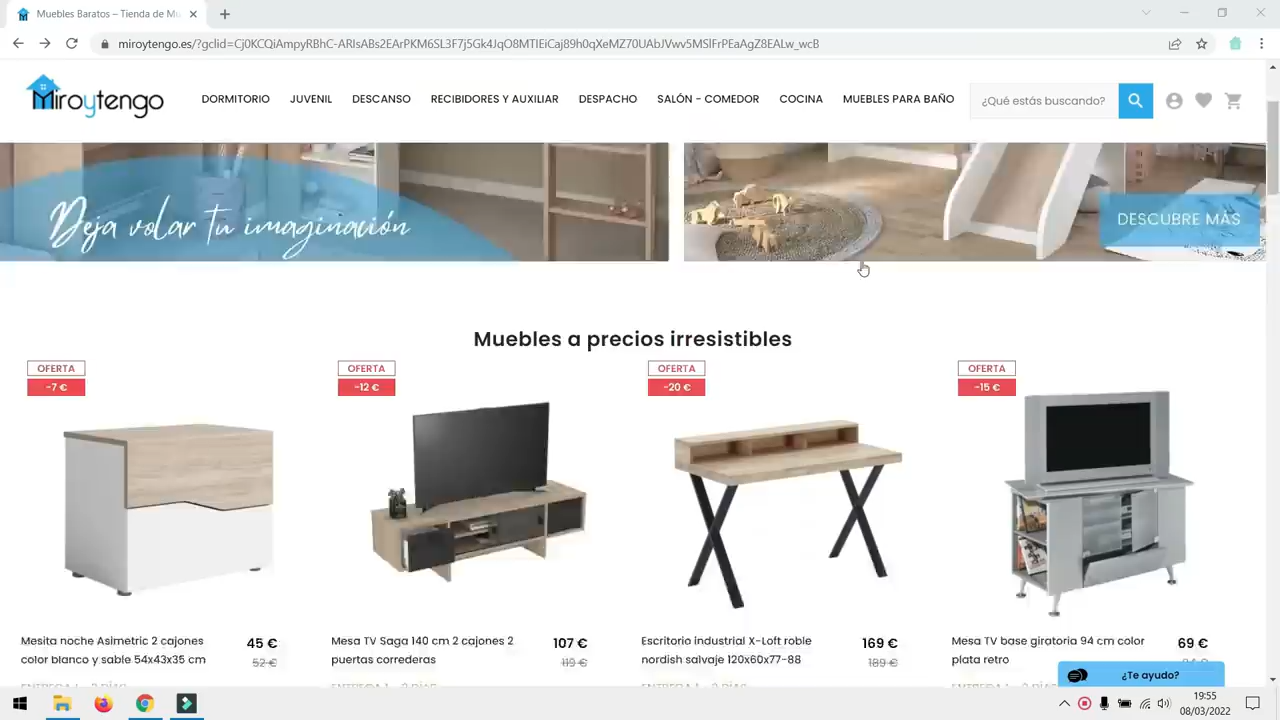 Muebles Baratos – Tienda de Mu
miroytengo.es/?gclid=Cj0KCQiAmpyRBhC-ARIsABs2EArPKM6SL3F7j5Gk4JqO8MTIEiCaj89h0qXeMZ70UAbJVwv5MSlFrPEaAgZ8EALw_wcB
Miroytengo
DORMITORIO JUVENIL DESCANSO RECIBIDORES Y AUXILIAR DESPACHO SALÓN - COMEDOR COCINA MUEBLES PARA BAÑO
¿Qué estás buscando?
Deja volar tu imaginación
DESCUBRE MÁS
Muebles a precios irresistibles
OFERTA OFERTA OFERTA OFERTA
-7 € -12 € -20 € -15 €
Mesita noche Asimetric 2 cajones 45 € Mesa TV Saga 140 cm 2 cajones 2 107 € Escritorio industrial X-Loft roble 169 € Mesa TV base giratoria 94 cm color 69 €
color blanco y sable 54x43x35 cm 52 € puertas correderas 119 € nordish salvaje 120x60x77-88 189 € plata retro
¿Te ayudo?
19:55
08/03/2022